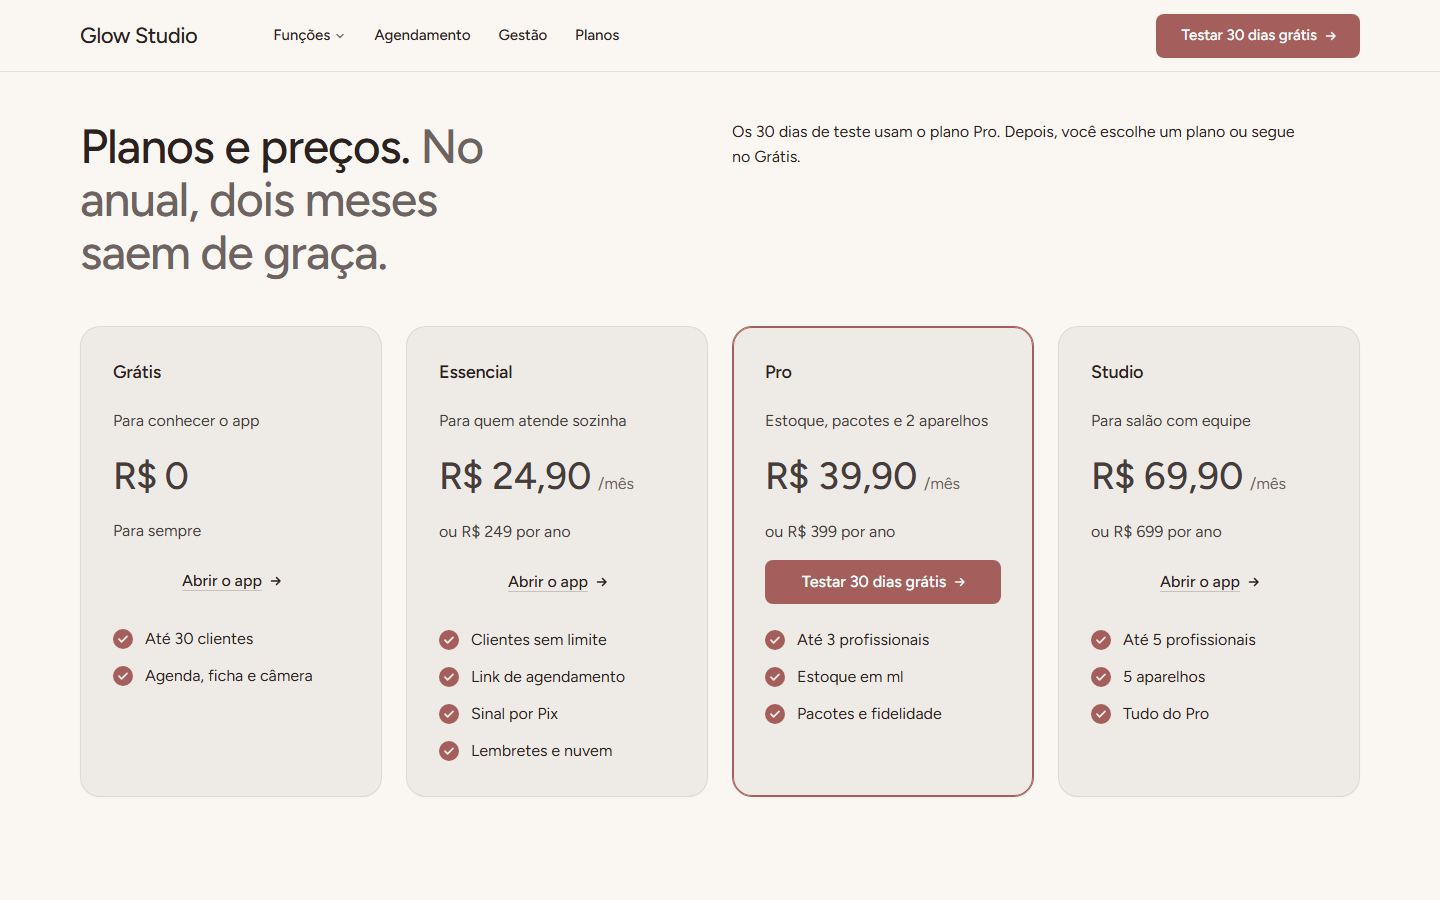 Glow Studio
Funções
Agendamento
Gestão
Planos
Testar 30 dias grátis →
Planos e preços. No
anual, dois meses
saem de graça.
Os 30 dias de teste usam o plano Pro. Depois, você escolhe um plano ou segue
no Grátis.
Grátis
Para conhecer o app
R$ 0
Para sempre
Abrir o app →
Até 30 clientes
Agenda, ficha e câmera
Essencial
Para quem atende sozinha
R$ 24,90 /mês
ou R$ 249 por ano
Abrir o app →
Clientes sem limite
Link de agendamento
Sinal por Pix
Lembretes e nuvem
Pro
Estoque, pacotes e 2 aparelhos
R$ 39,90 /mês
ou R$ 399 por ano
Testar 30 dias grátis →
Até 3 profissionais
Estoque em ml
Pacotes e fidelidade
Studio
Para salão com equipe
R$ 69,90 /mês
ou R$ 699 por ano
Abrir o app →
Até 5 profissionais
5 aparelhos
Tudo do Pro